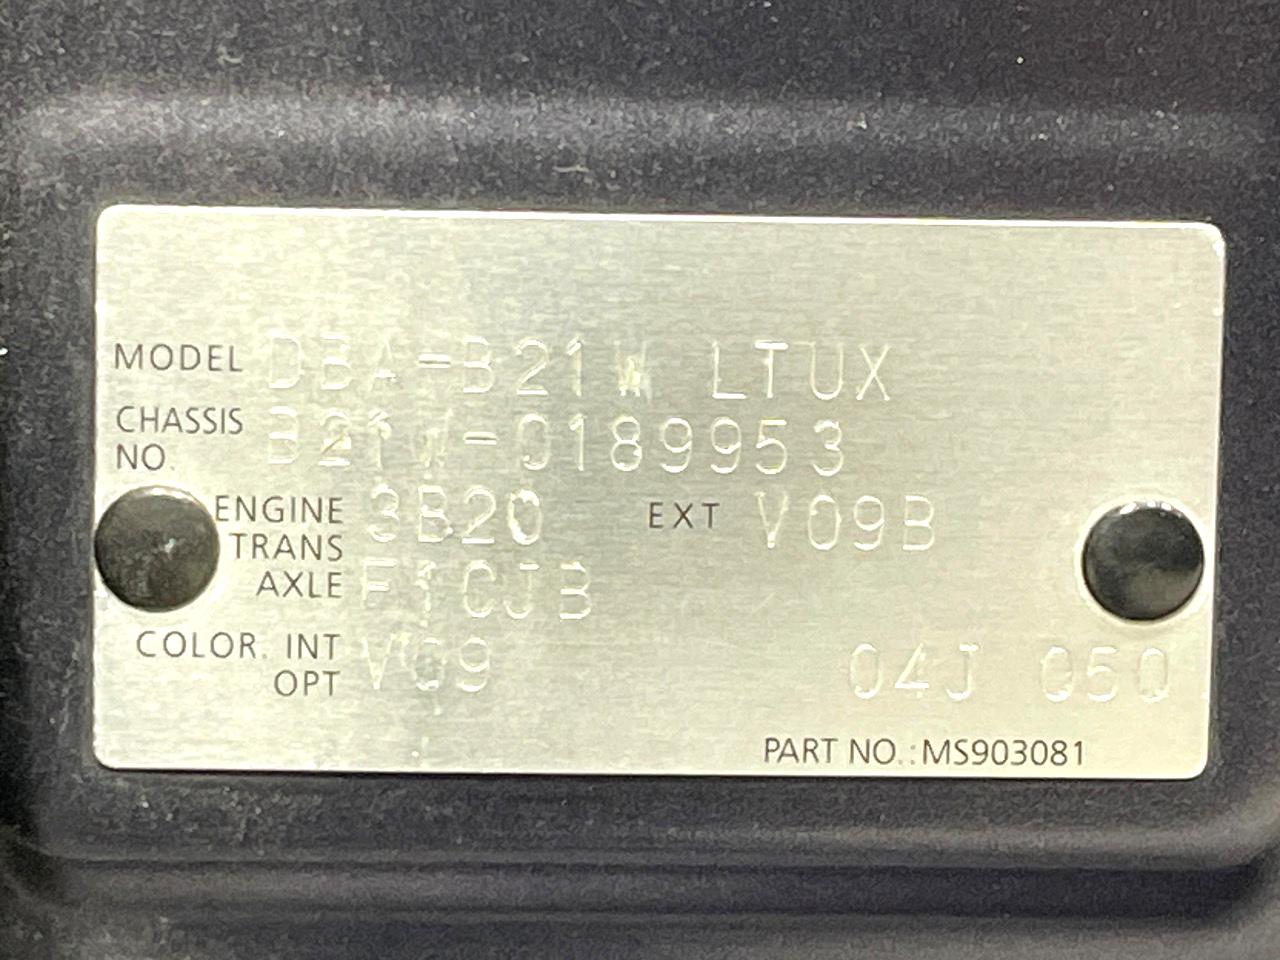 MODEL DBA-B21W LTUX
CHASSIS NO. B21W-0189953
ENGINE 3B20 EXT V09B
TRANS AXLE F1CJB
COLOR. INT V09
OPT 04J 050
PART NO.:MS903081